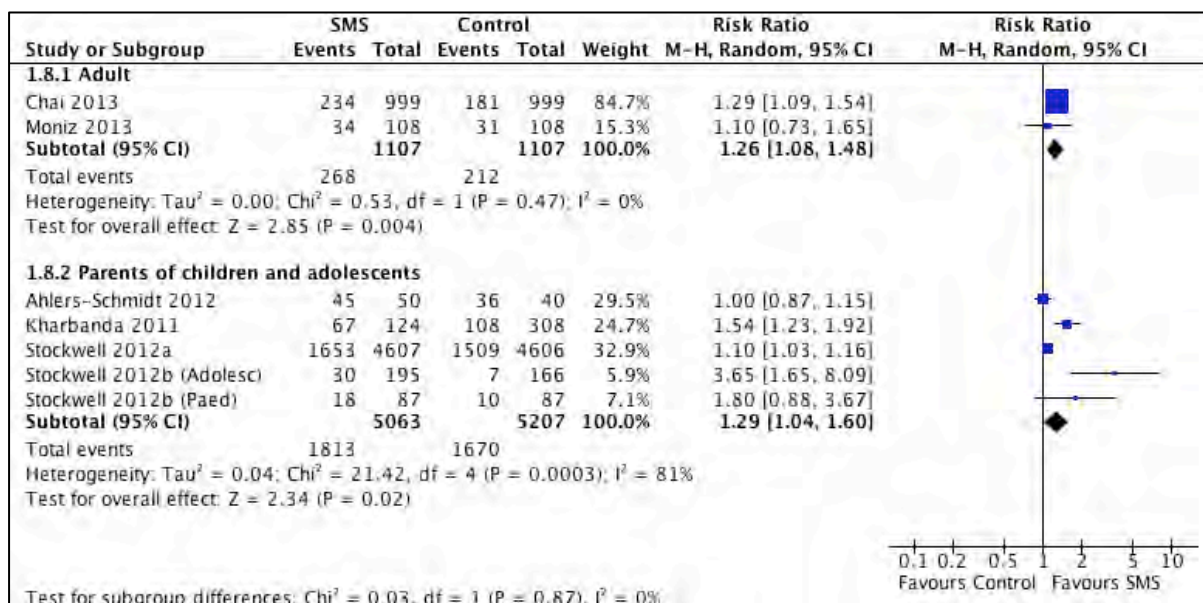 SMS Control Risk Ratio Risk Ratio
Study or Subgroup Events Total Events Total Weight M-H, Random, 95% CI M-H, Random, 95% CI
1.8.1 Adult
Chai 2013 234 999 181 999 84.7% 1.29 [1.09, 1.54]
Moniz 2013 34 108 31 108 15.3% 1.10 [0.73, 1.65]
Subtotal (95% CI) 1107 1107 100.0% 1.26 [1.08, 1.48]
Total events 268 212
Heterogeneity: Tau² = 0.00; Chi² = 0.53, df = 1 (P = 0.47); I² = 0%
Test for overall effect: Z = 2.85 (P = 0.004)
1.8.2 Parents of children and adolescents
Ahlers-Schmidt 2012 45 50 36 40 29.5% 1.00 [0.87, 1.15]
Kharbanda 2011 67 124 108 308 24.7% 1.54 [1.23, 1.92]
Stockwell 2012a 1653 4607 1509 4606 32.9% 1.10 [1.03, 1.16]
Stockwell 2012b (Adolesc) 30 195 7 166 5.9% 3.65 [1.65, 8.09]
Stockwell 2012b (Paed) 18 87 10 87 7.1% 1.80 [0.88, 3.67]
Subtotal (95% CI) 5063 5207 100.0% 1.29 [1.04, 1.60]
Total events 1813 1670
Heterogeneity: Tau² = 0.04; Chi² = 21.42, df = 4 (P = 0.0003); I² = 81%
Test for overall effect: Z = 2.34 (P = 0.02)
0.1 0.2 0.5 1 2 5 10
Favours Control Favours SMS
Test for subgroup differences: Chi² = 0.03, df = 1 (P = 0.87), I² = 0%